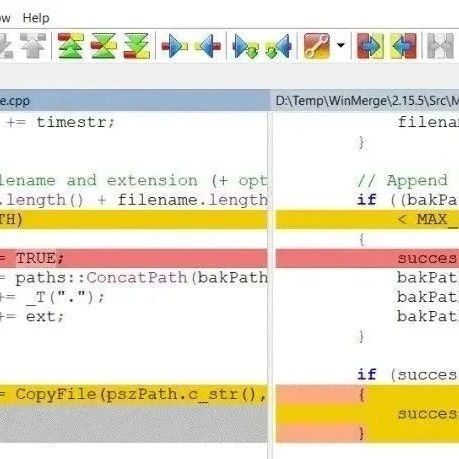 Help
e.cpp
+= timestr;
lename and extension (+ opt
.length() + filename.length
TH)
= TRUE;
= paths::ConcatPath(bakPath
+= _T(".");
+= ext;
= CopyFile(pszPath.c_str(),
D:\Temp\WinMerge\2.15.5\Src\M
filena
}
// Append
if ((bakPa
< MAX_
{
succes
bakPat
bakPat
bakPat
}
if (succes
{
succes
}